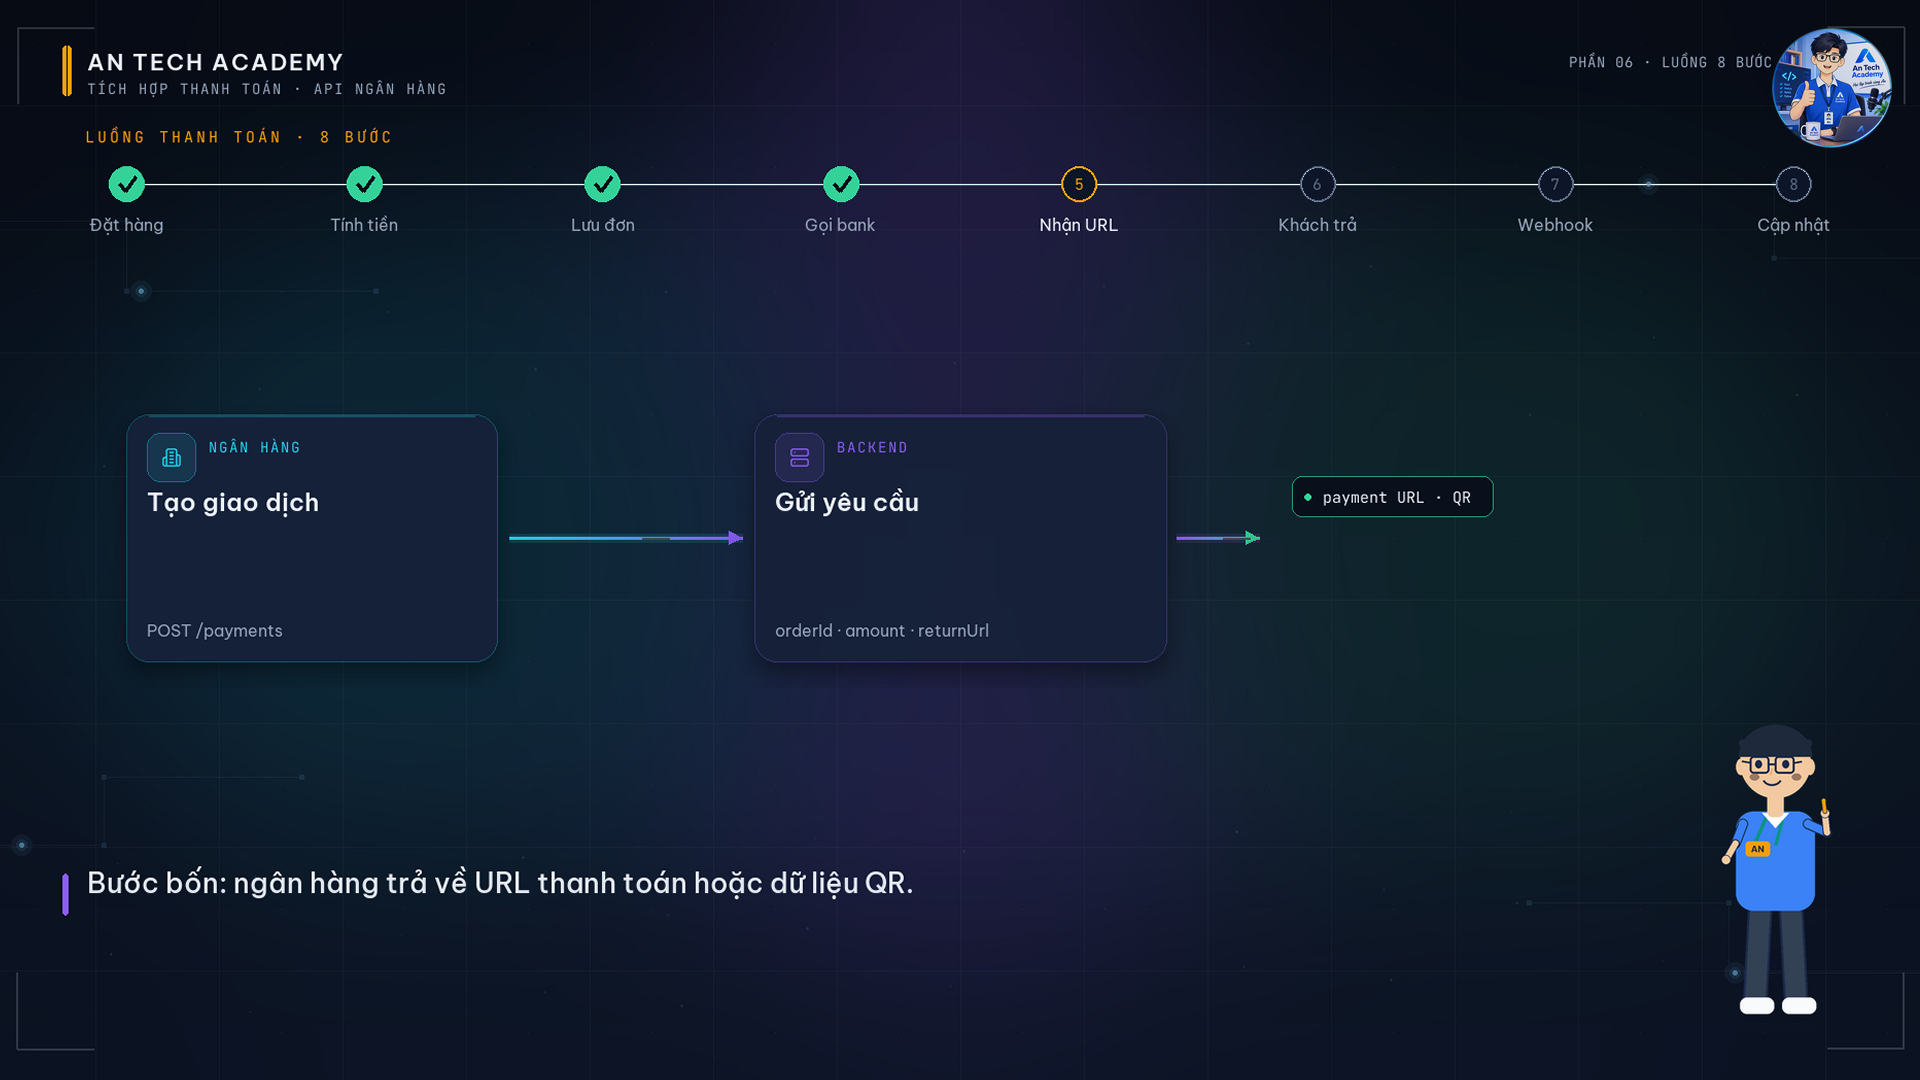 AN TECH ACADEMY
TÍCH HỢP THANH TOÁN · API NGÂN HÀNG
PHẦN 06 · LUỒNG 8 BƯỚC
An Tech
Academy
LUỒNG THANH TOÁN · 8 BƯỚC
5
6
7
8
Đặt hàng
Tính tiền
Lưu đơn
Gọi bank
Nhận URL
Khách trả
Webhook
Cập nhật
NGÂN HÀNG
Tạo giao dịch
POST /payments
BACKEND
Gửi yêu cầu
orderId · amount · returnUrl
payment URL · QR
AN
Bước bốn: ngân hàng trả về URL thanh toán hoặc dữ liệu QR.